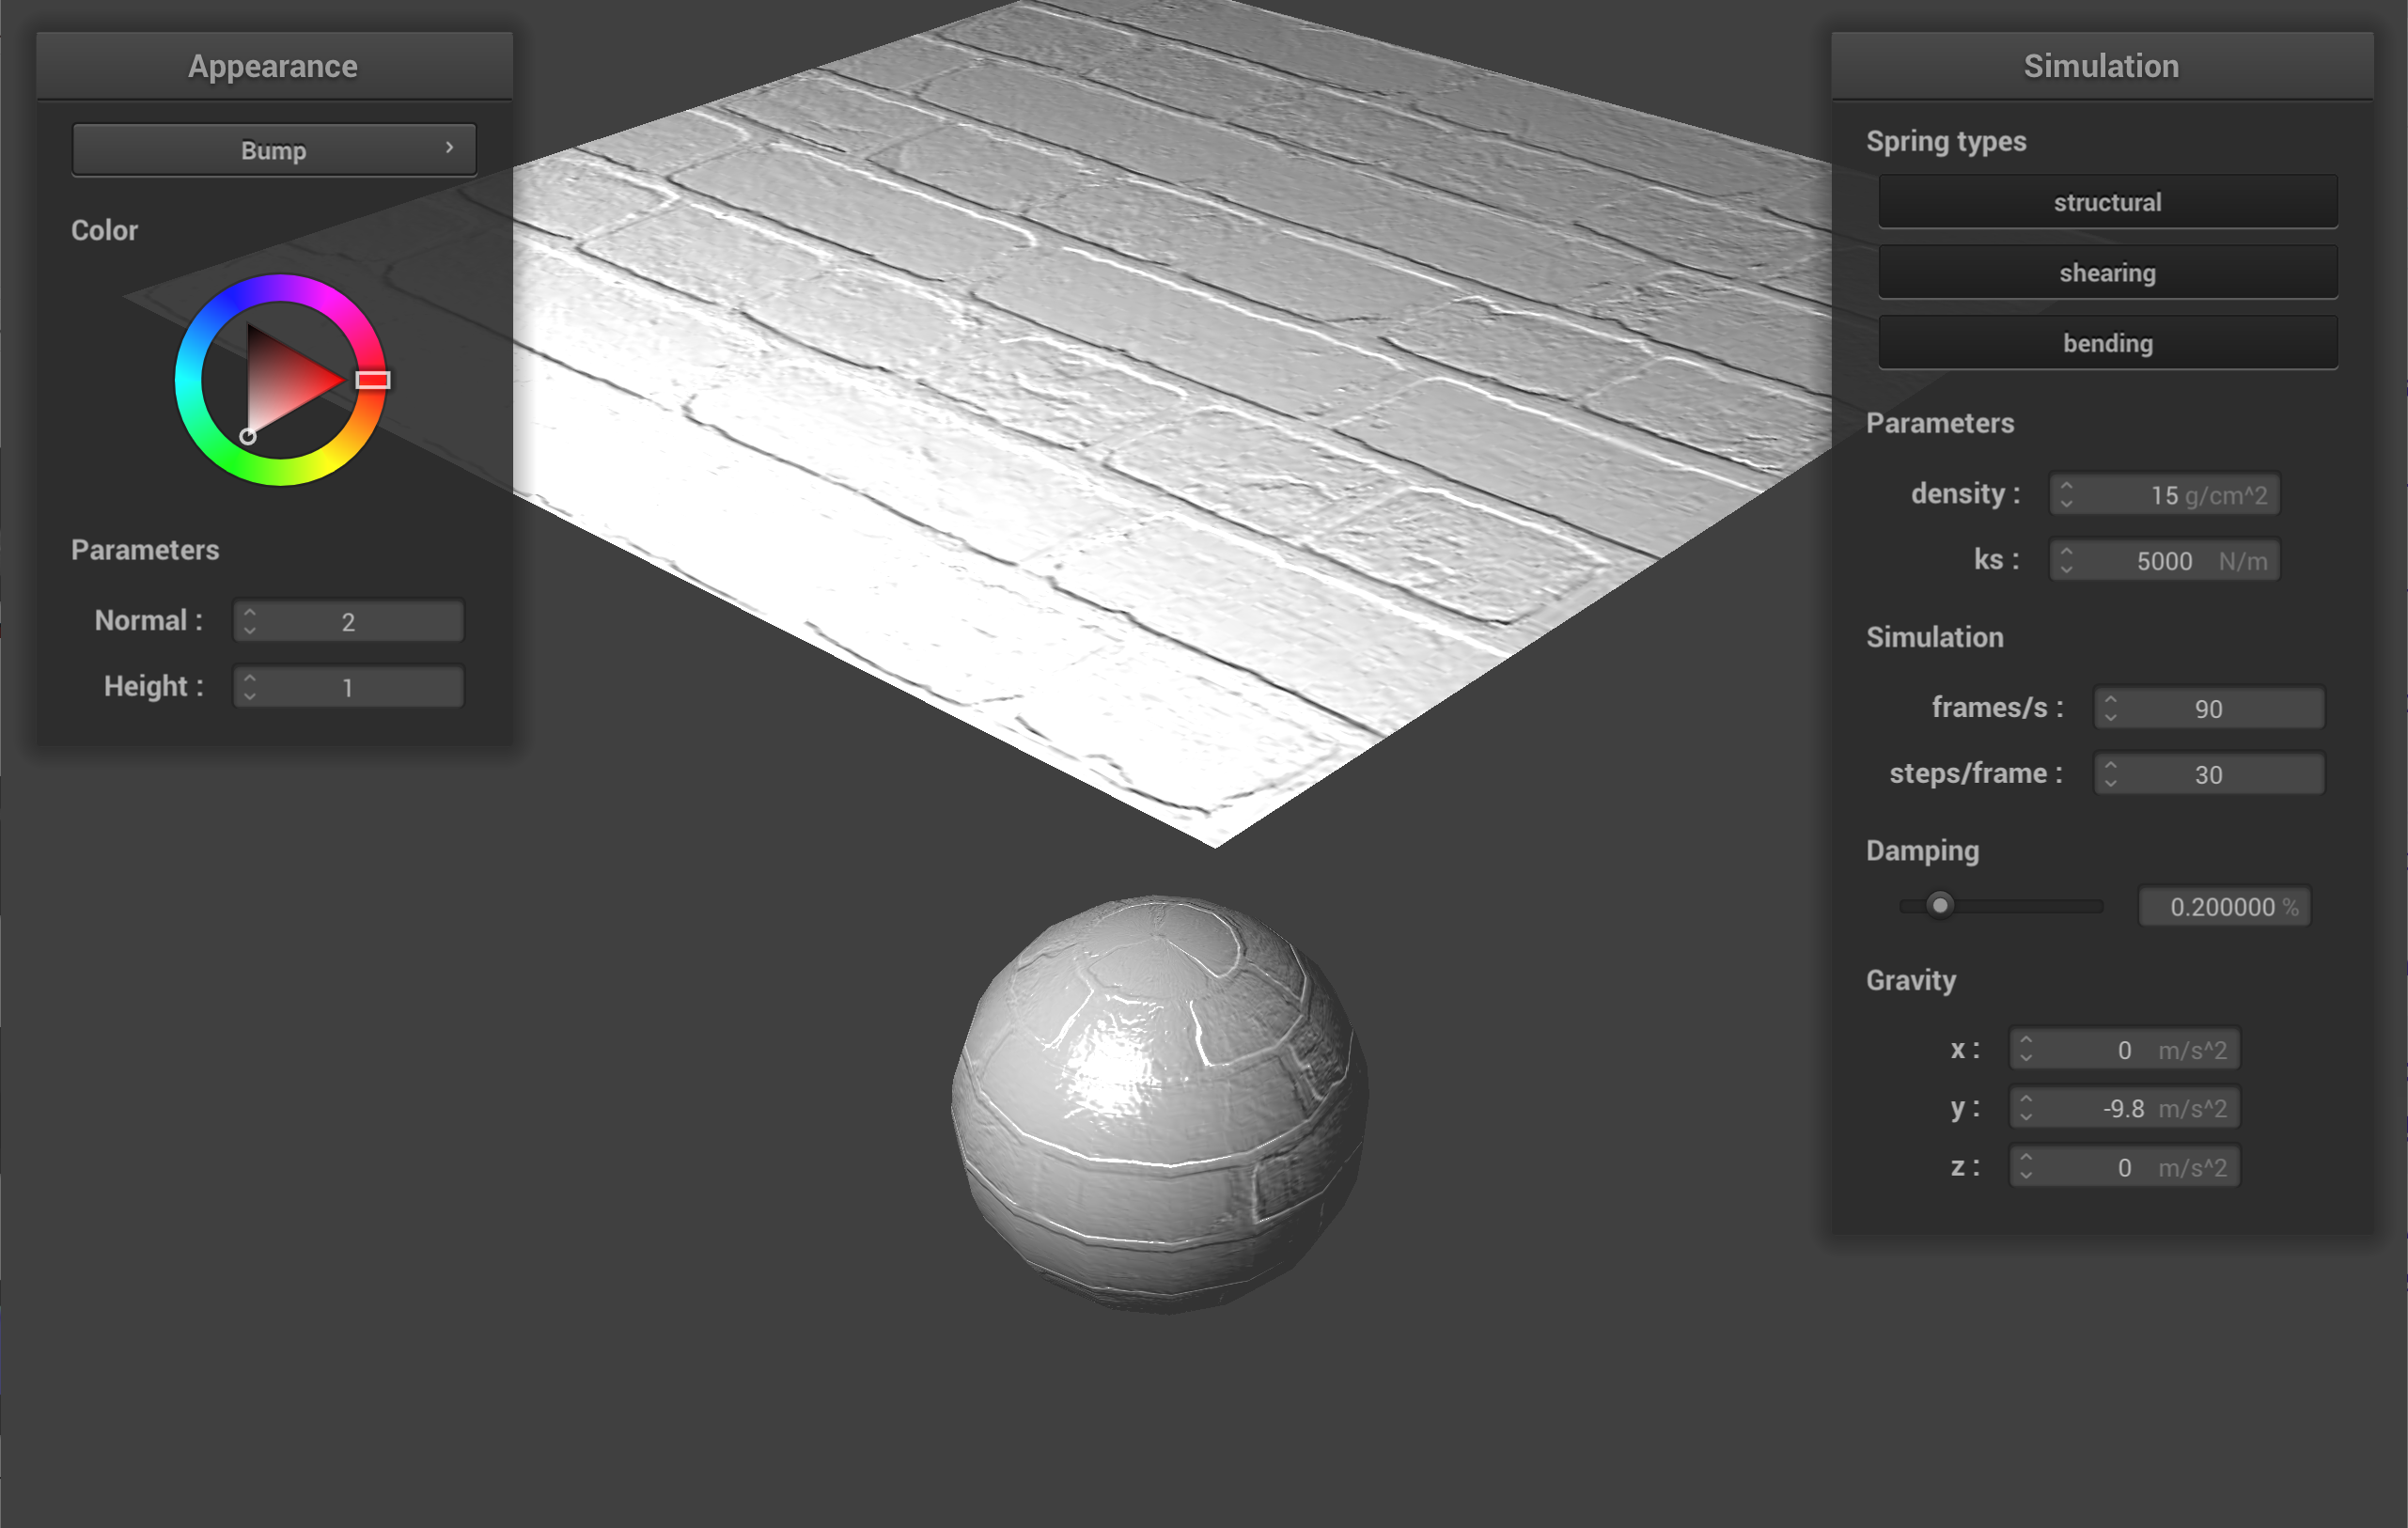 Appearance
Bump
Color
Parameters
Normal : 2
Height : 1
Simulation
Spring types
structural
shearing
bending
Parameters
density : 15 g/cm^2
ks : 5000 N/m
Simulation
frames/s : 90
steps/frame : 30
Damping
0.200000 %
Gravity
x : 0 m/s^2
y : -9.8 m/s^2
z : 0 m/s^2